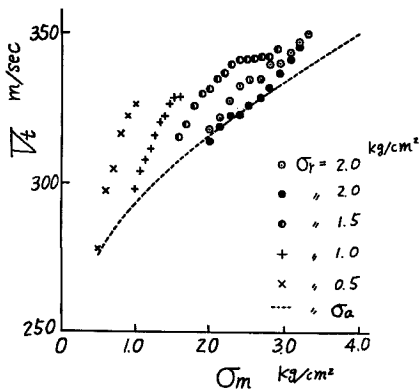 350
m/sec
Vt
300
250
0
1.0
2.0
3.0
4.0
σm kg/cm²
kg/cm²
⊙ σr = 2.0
● 〃 2.0
◐ 〃 1.5
+ 〃 1.0
× 〃 0.5
---- 〃 σa